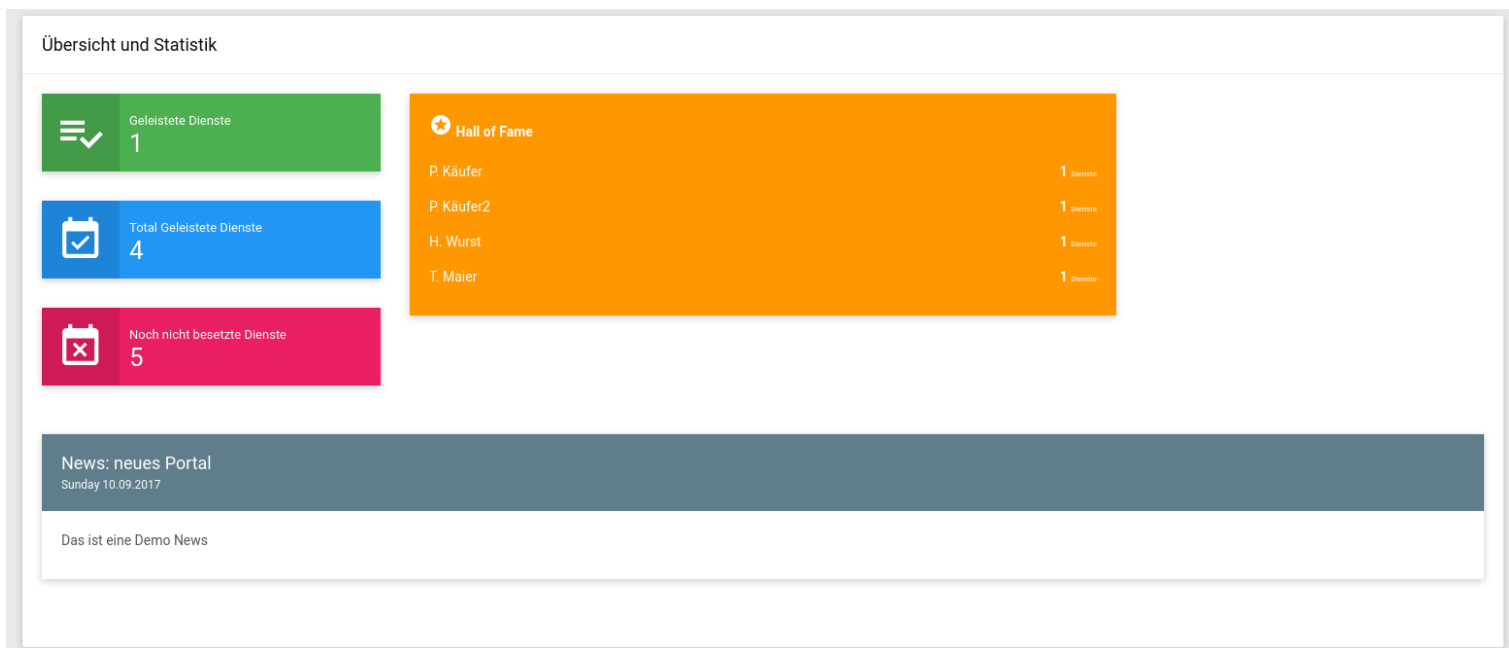 Übersicht und Statistik
Geleistete Dienste
1
Total Geleistete Dienste
4
Noch nicht besetzte Dienste
5
Hall of Fame
P. Käufer 1 Dienste
P. Käufer2 1 Dienste
H. Wurst 1 Dienste
T. Maier 1 Dienste
News: neues Portal
Sunday 10.09.2017
Das ist eine Demo News